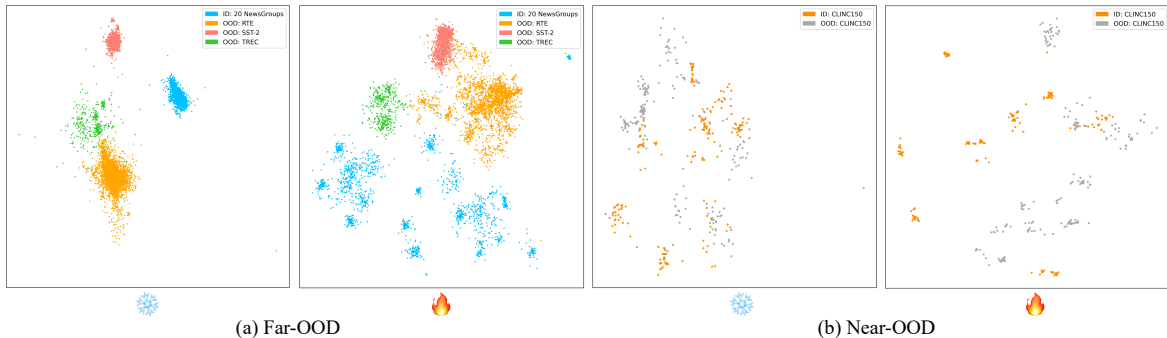 ID: 20 NewsGroups
OOD: RTE
OOD: SST-2
OOD: TREC
ID: 20 NewsGroups
OOD: RTE
OOD: SST-2
OOD: TREC
ID: CLINC150
OOD: CLINC150
ID: CLINC150
OOD: CLINC150
(a) Far-OOD
(b) Near-OOD